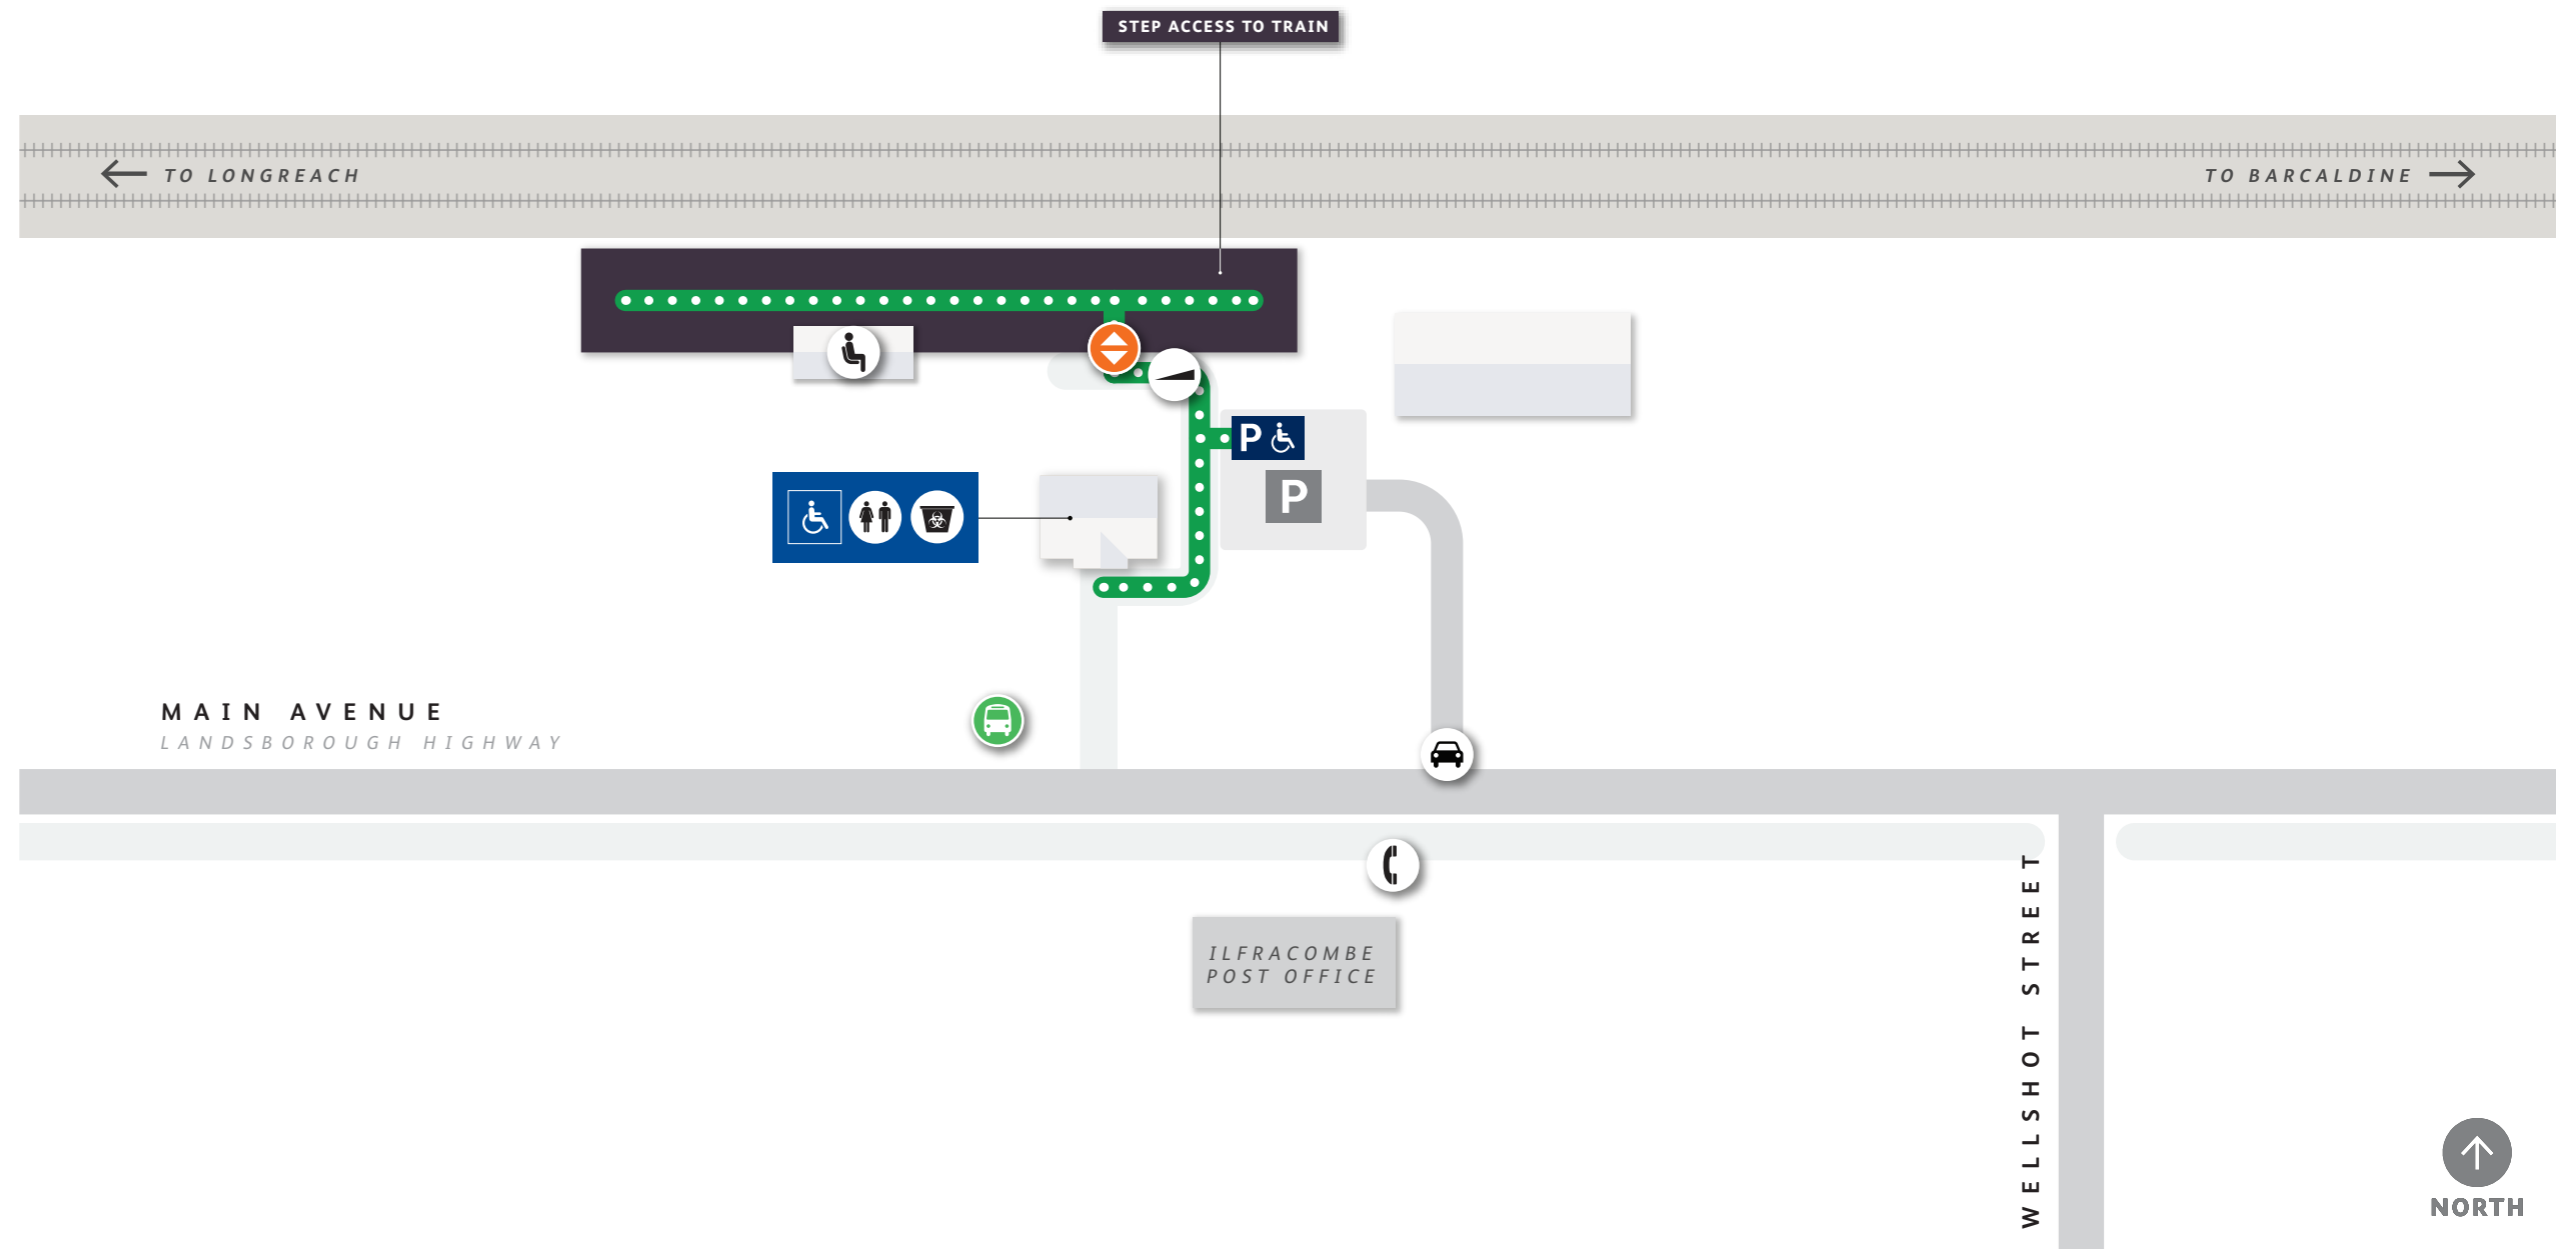 STEP ACCESS TO TRAIN
TO LONGREACH
TO BARCALDINE
P
P
MAIN AVENUE
LANDSBOROUGH HIGHWAY
ILFRACOMBE
POST OFFICE
WELLSHOT STREET
NORTH